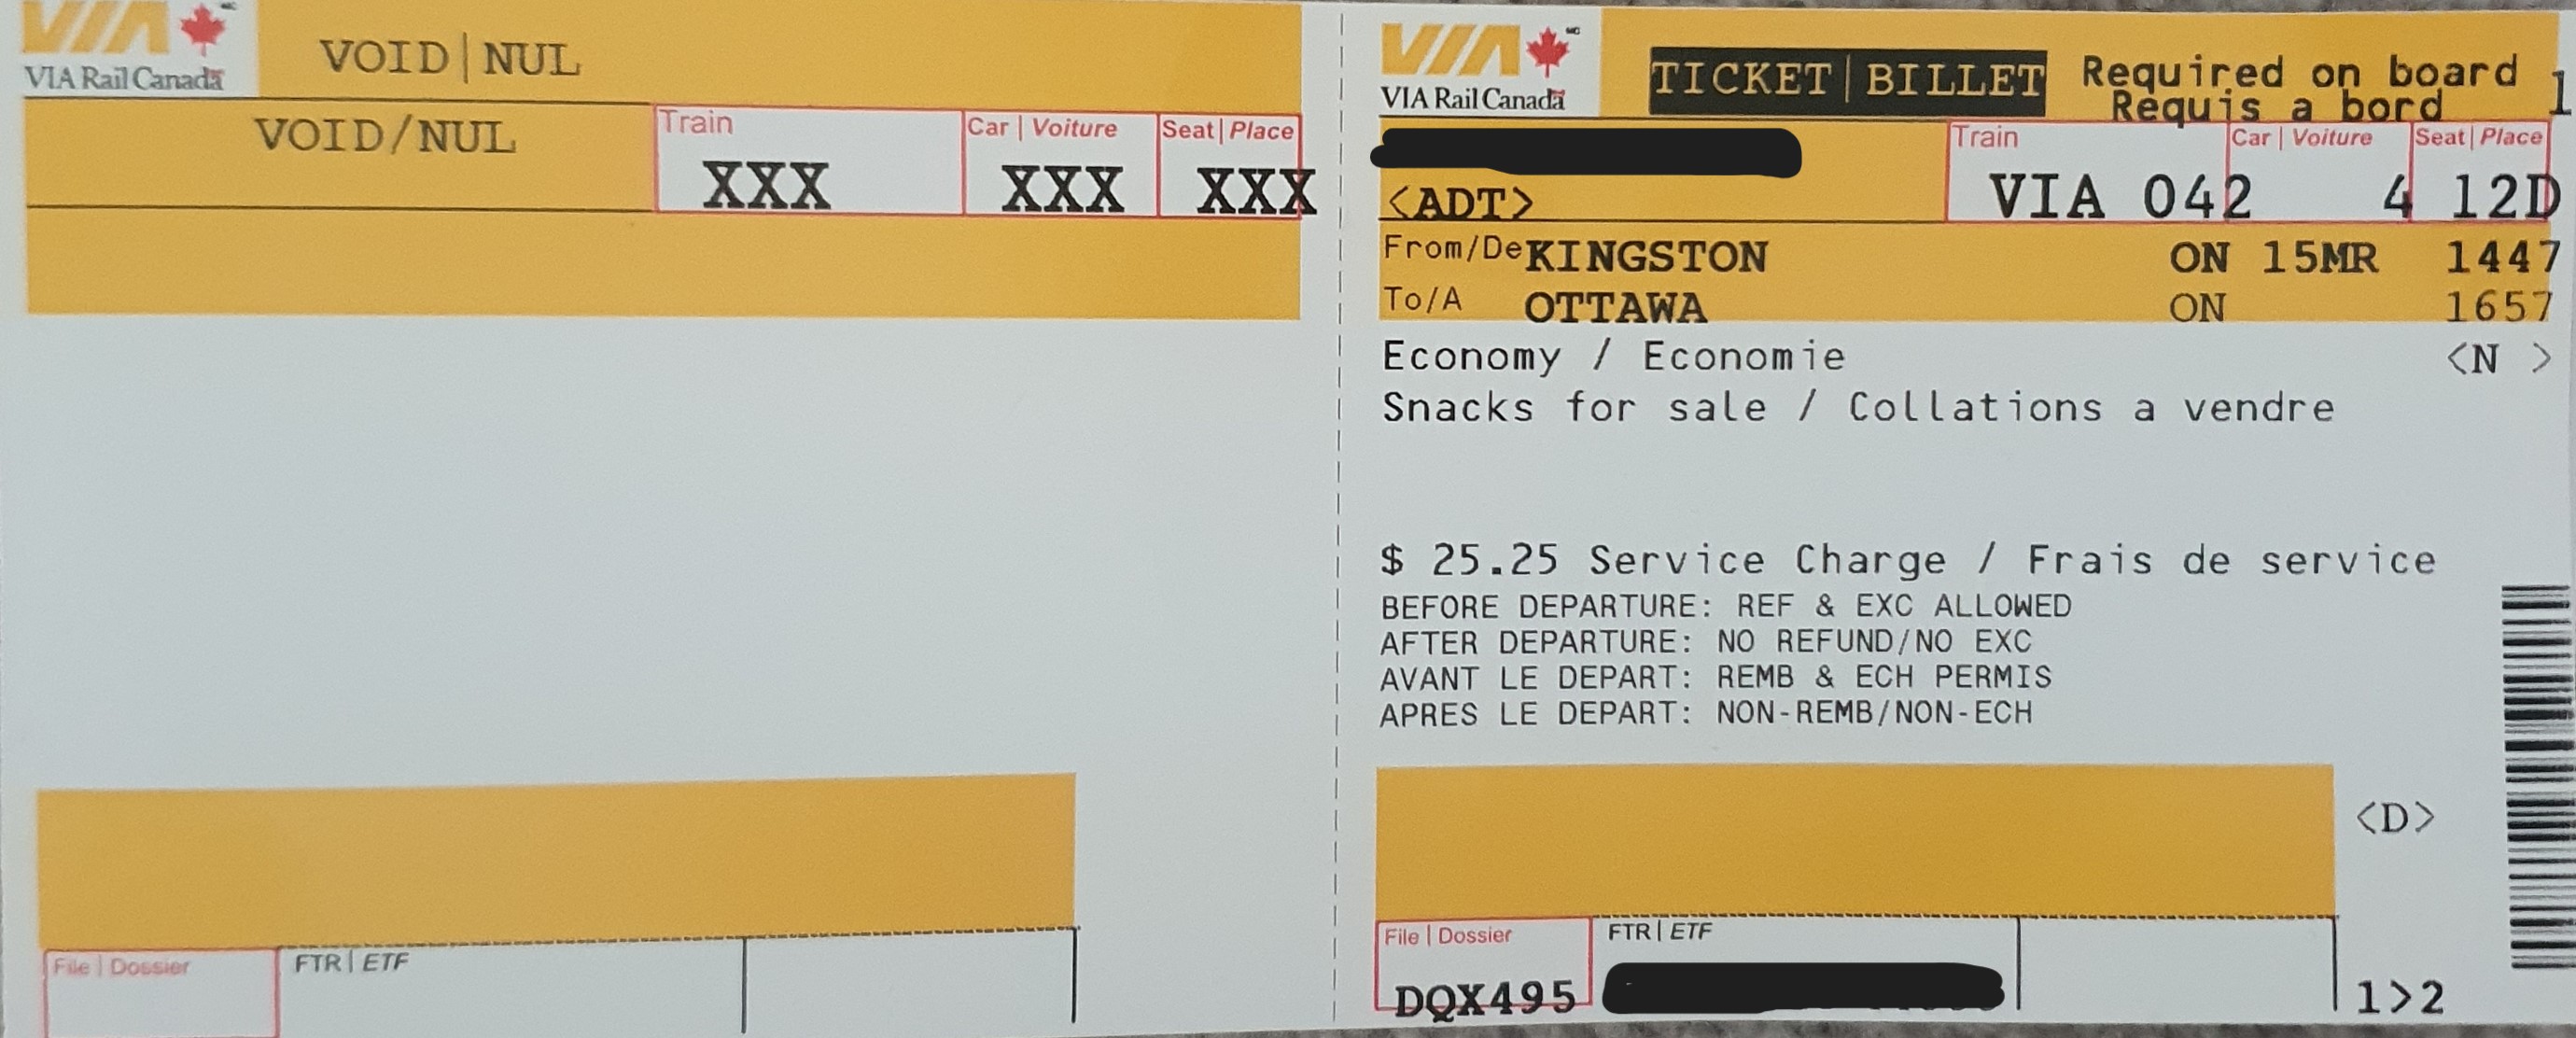 VIA
VIA Rail Canada
VOID|NUL
VOID/NUL
Train
Car | Voiture
Seat | Place
XXX
XXX
XXX
File | Dossier
FTR | ETF
VIA
VIA Rail Canada
MC
TICKET|BILLET
Required on board
Requis a bord
1
<ADT>
Train
Car | Voiture
Seat | Place
VIA 042
4
12D
From/De KINGSTON ON 15MR 1447
To/A OTTAWA ON 1657
Economy / Economie <N >
Snacks for sale / Collations a vendre
$ 25.25 Service Charge / Frais de service
BEFORE DEPARTURE: REF & EXC ALLOWED
AFTER DEPARTURE: NO REFUND/NO EXC
AVANT LE DEPART: REMB & ECH PERMIS
APRES LE DEPART: NON-REMB/NON-ECH
<D>
File | Dossier
FTR | ETF
DQX495
1>2